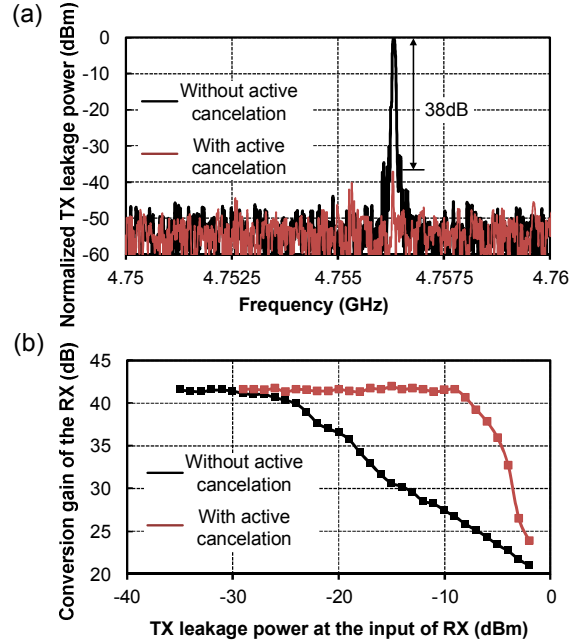 (a)
Normalized TX leakage power (dBm)
0
-10
-20
-30
-40
-50
-60
Without active
cancelation
With active
cancelation
38dB
4.75
4.7525
4.755
4.7575
4.76
Frequency (GHz)
(b)
Conversion gain of the RX (dB)
45
40
35
30
25
20
Without active
cancelation
With active
cancelation
-40
-30
-20
-10
0
TX leakage power at the input of RX (dBm)